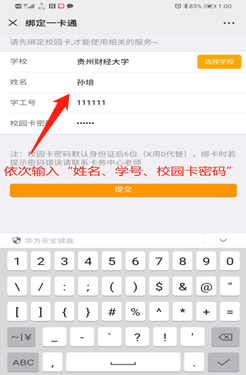 83% 1:00
× 绑定一卡通 ···
请先绑定校园卡,才能使用相关的服务~
学校 贵州财经大学 选择学校
姓名 孙培
学工号 111111
校园卡密码 ••••••
注：校园卡密码默认身份证后6位（X用0代替），绑卡时若提示密码错误请联系卡务中心老师
依次输入“姓名、学号、校园卡密码”
提交
华为安全键盘
1 2 3 4 5 6 7 8 9 0
\ / : ; ( ) $ & @ "
[ ] { } # % ^ * + =
~\¥ - _ < > ! '
ABC , .